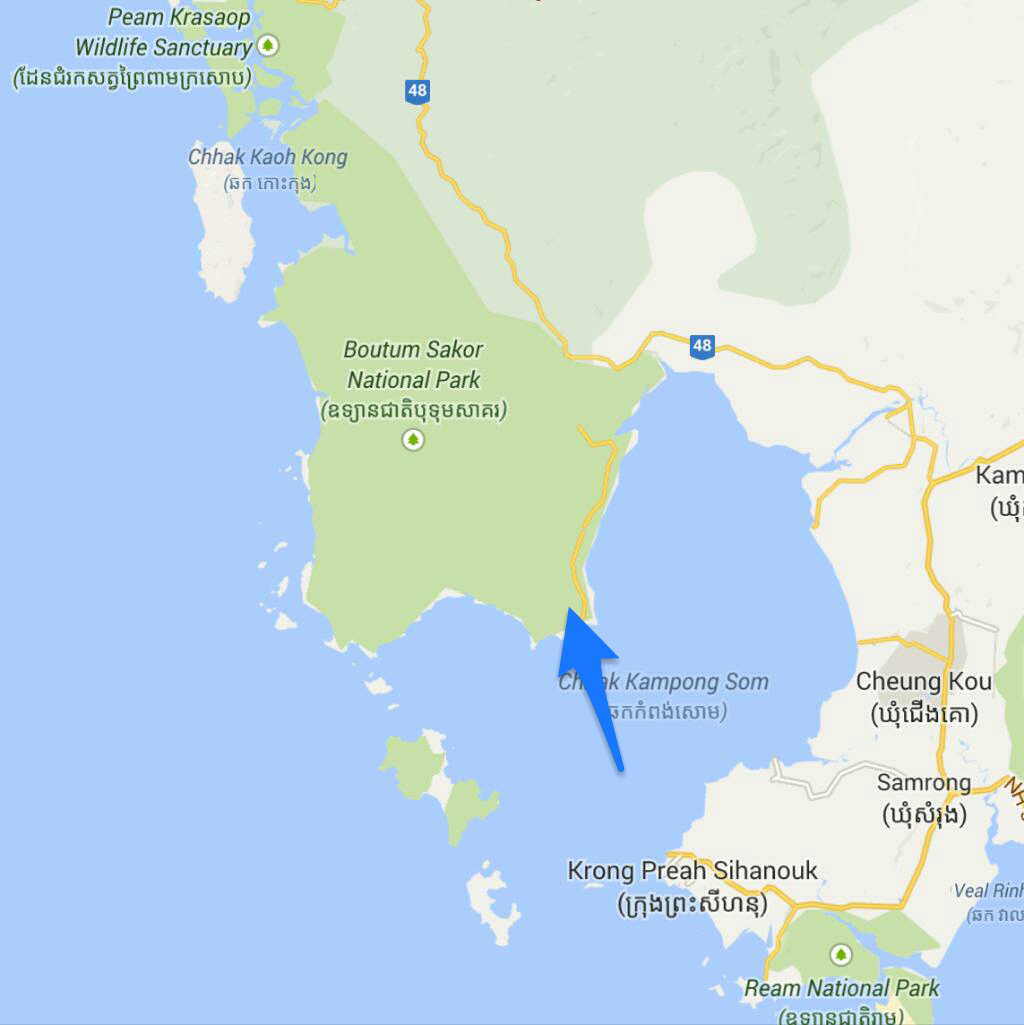 Peam Krasaop
Wildlife Sanctuary
(ដែនជំរកសត្វព្រៃពាមក្រសោប)
48
Chhak Kaoh Kong
(ឆក កោះកុង)
48
Boutum Sakor
National Park
(ឧទ្យានជាតិបុទុមសាគរ)
Kam
(ឃុំ
Chhak Kampong Som
ឆកកំពង់សោម)
Cheung Kou
(ឃុំជើងគោ)
Samrong
(ឃុំសំរុង)
Krong Preah Sihanouk
(ក្រុងព្រះសីហនុ)
Veal Rinh
(ឆក វាល
Ream National Park
(ឧទ្យានជាតិរាម)